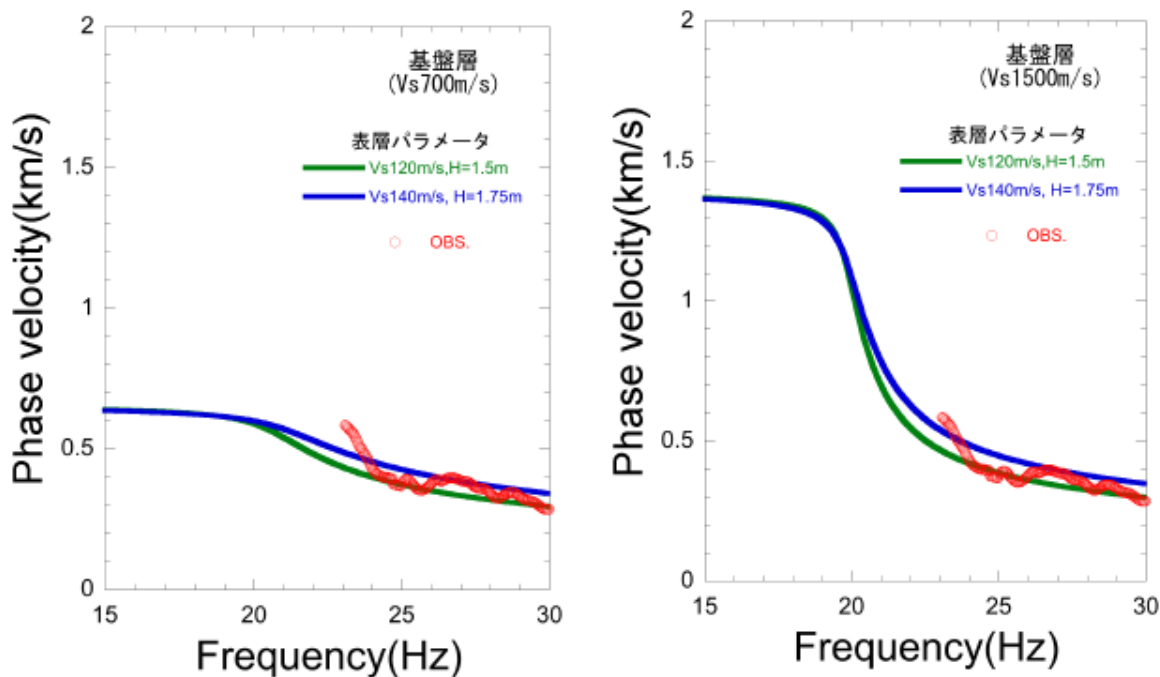 2
1.5
1
0.5
0
Phase velocity(km/s)
基盤層
(Vs700m/s)
表層パラメータ
Vs120m/s,H=1.5m
Vs140m/s, H=1.75m
OBS.
15
20
25
30
Frequency(Hz)
2
1.5
1
0.5
0
Phase velocity(km/s)
基盤層
(Vs1500m/s)
表層パラメータ
Vs120m/s,H=1.5m
Vs140m/s, H=1.75m
OBS.
15
20
25
30
Frequency(Hz)